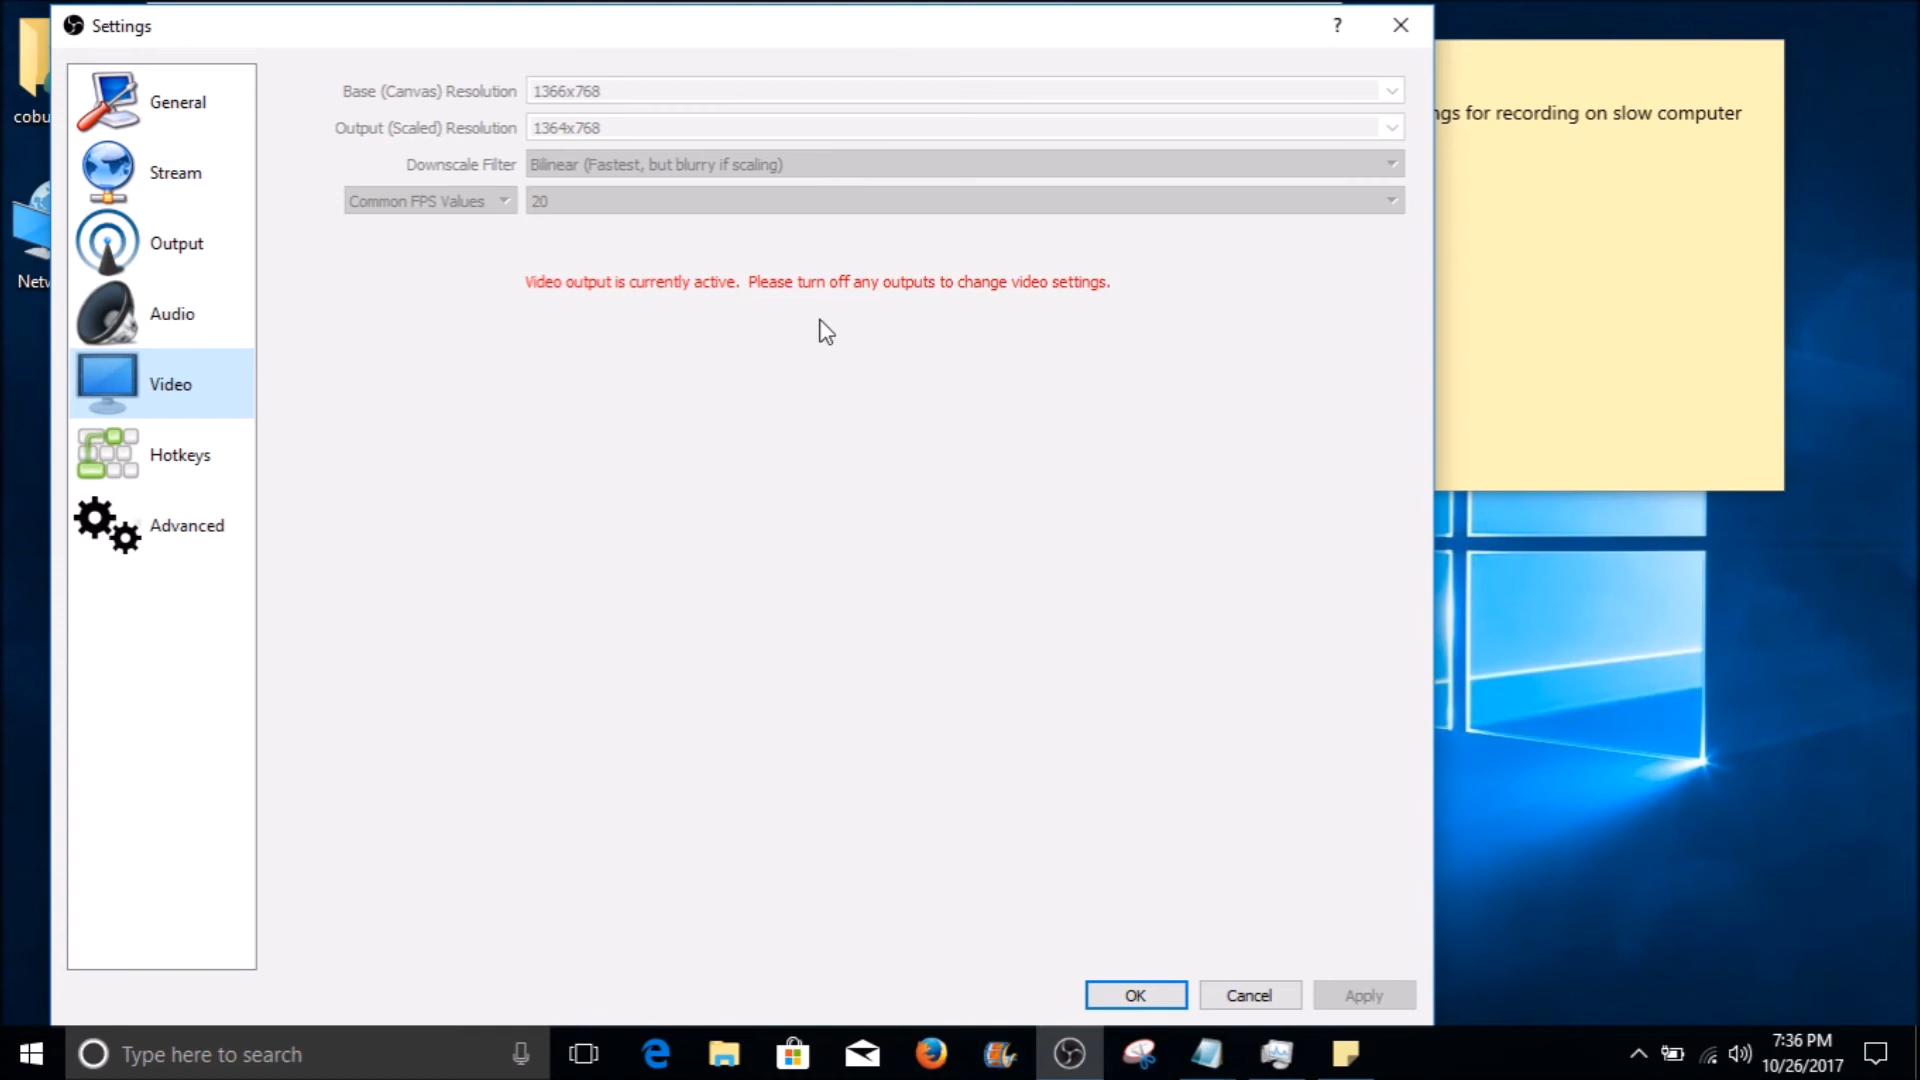 Settings
?
cobu
Netw
General
Stream
Output
Audio
Video
Hotkeys
Advanced
Base (Canvas) Resolution 1366x768
Output (Scaled) Resolution 1364x768
Downscale Filter Bilinear (Fastest, but blurry if scaling)
Common FPS Values 20
Video output is currently active. Please turn off any outputs to change video settings.
ngs for recording on slow computer
OK Cancel Apply
Type here to search
7:36 PM
10/26/2017